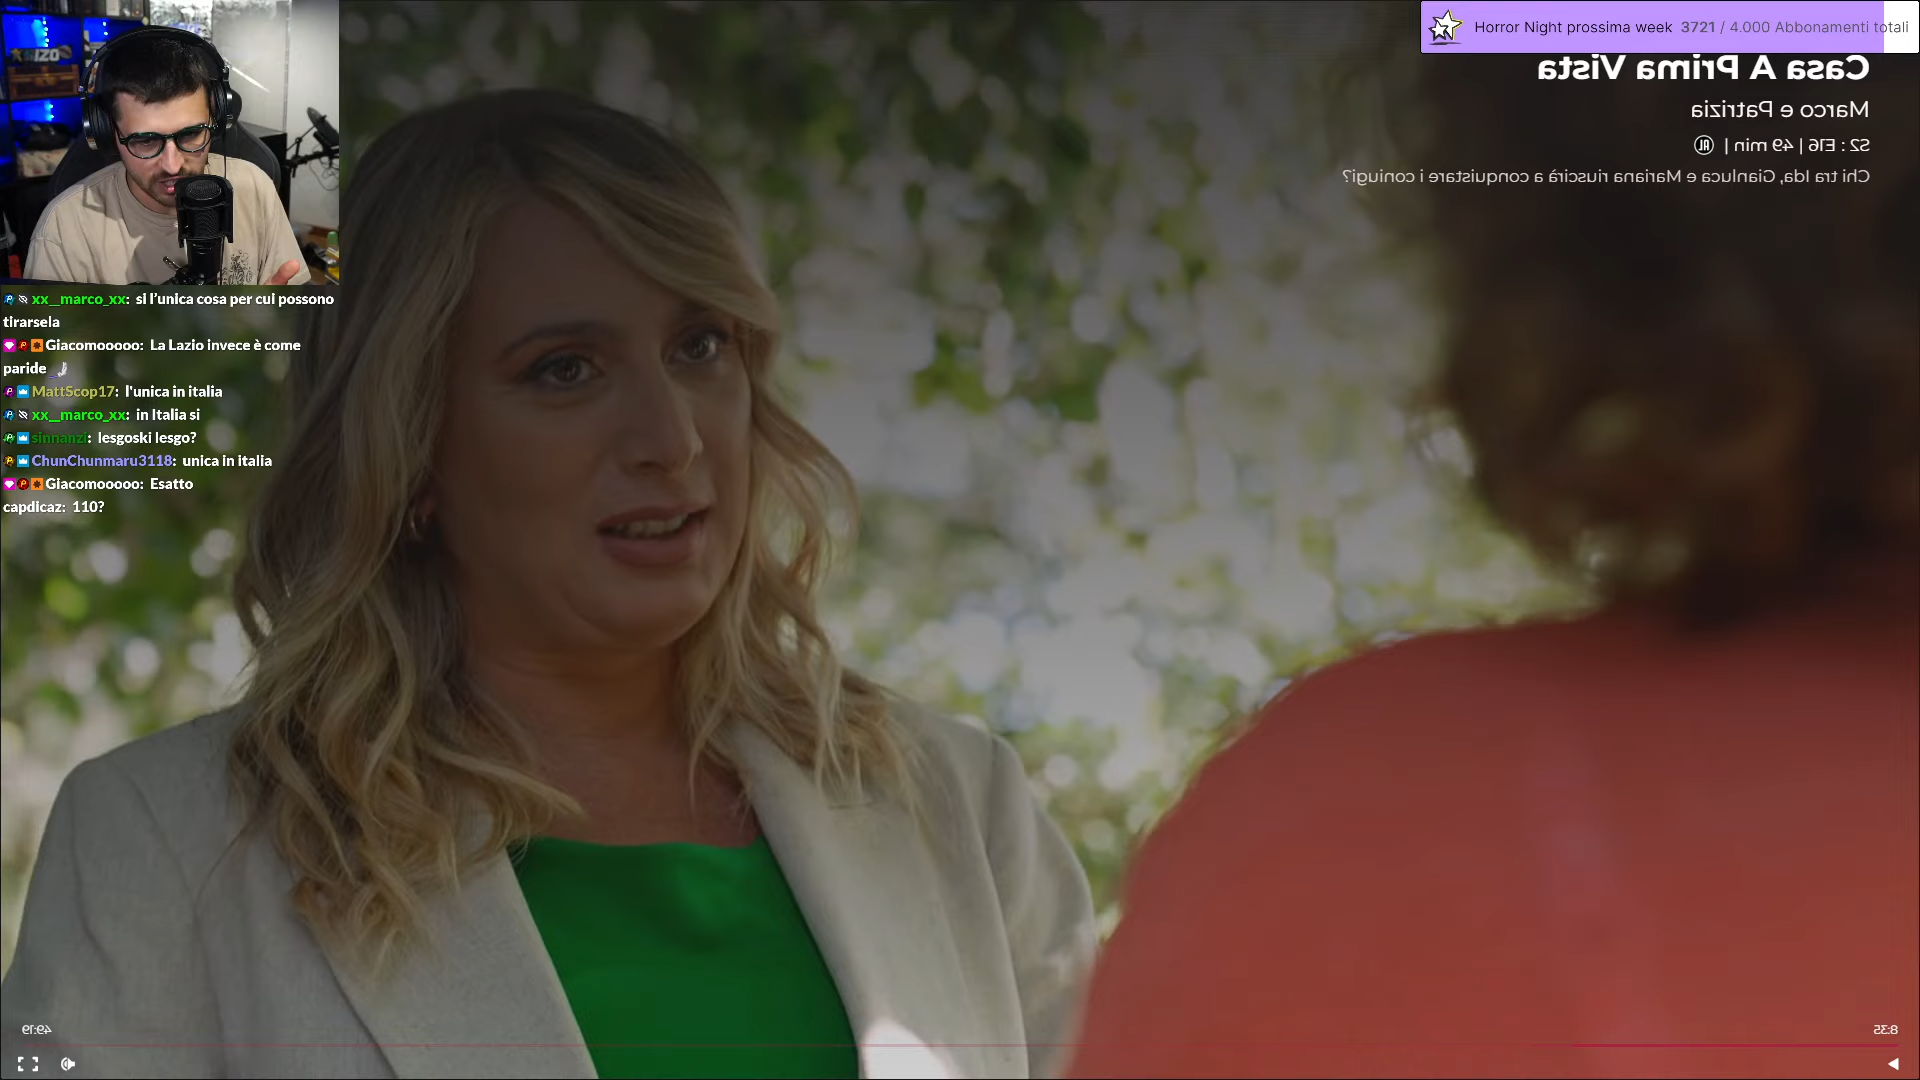 Horror Night prossima week 3721 / 4.000 Abbonamenti totali
Casa A Prima Vista
Marco e Patrizia
S2 : E16 | 49 min |
Chi tra Ida, Gianluca e Mariana riuscirà a conquistare i coniugi?
xx__marco_xx: si l'unica cosa per cui possono
tirarsela
Giacomooooo: La Lazio invece è come
paride
MattScop17: l'unica in italia
xx__marco_xx: in Italia si
sinnanzi: lesgoski lesgo?
ChunChunmaru3118: unica in italia
Giacomooooo: Esatto
capdicaz: 110?
49:19
8:35